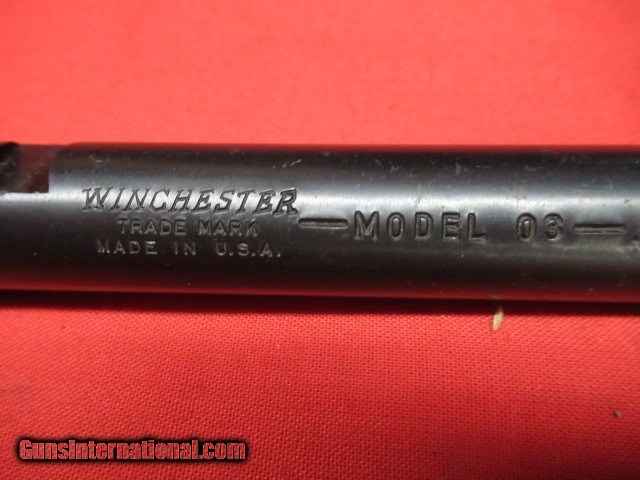 WINCHESTER
TRADE MARK
MADE IN U.S.A.
—MODEL 03—
GunsInternational.com